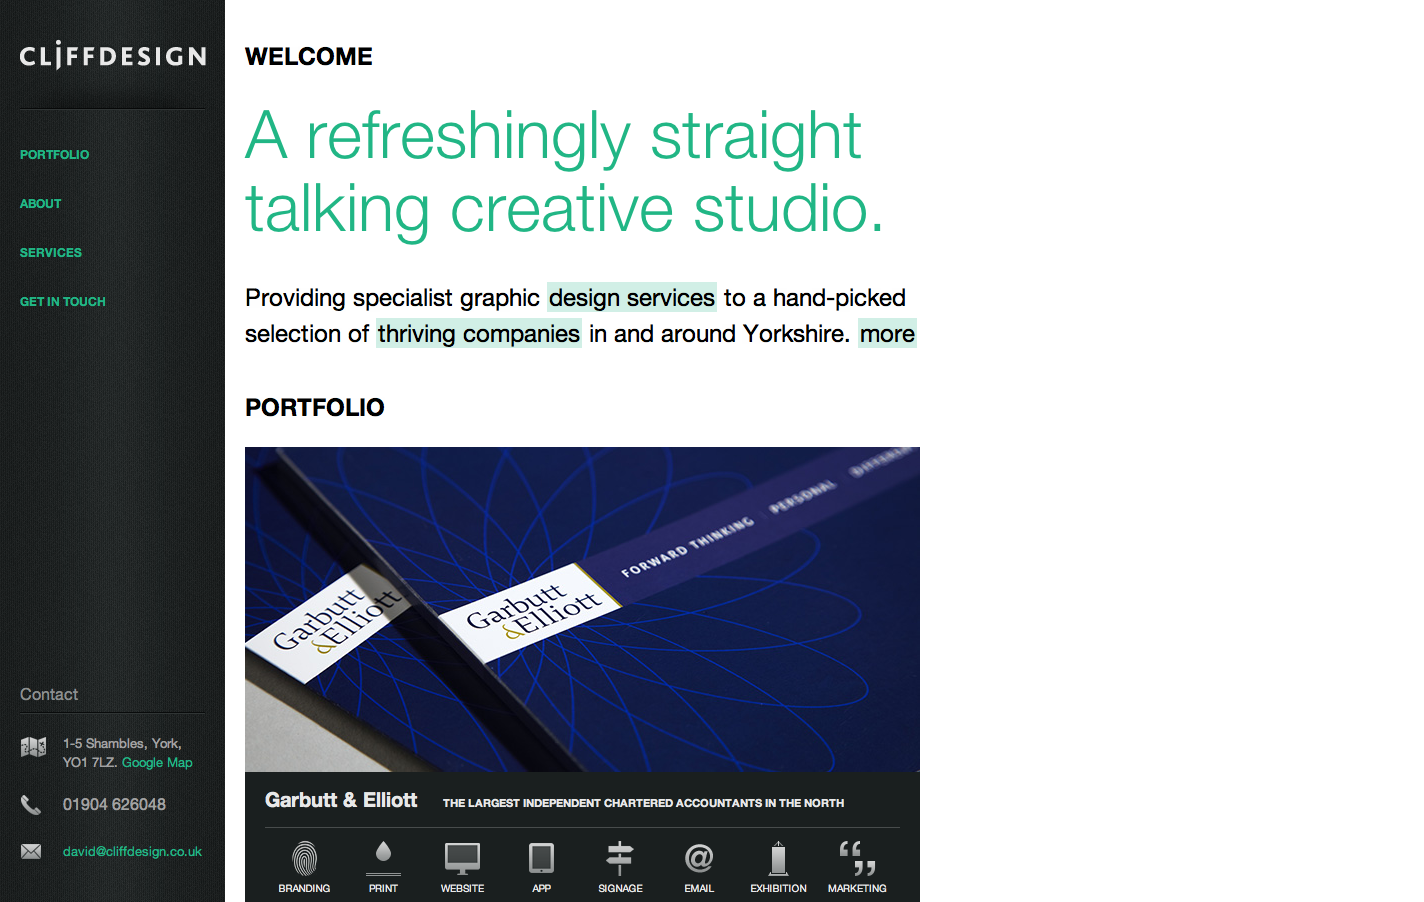 CLiFFDESIGN
PORTFOLIO
ABOUT
SERVICES
GET IN TOUCH
Contact
1-5 Shambles, York,
YO1 7LZ. Google Map
01904 626048
david@cliffdesign.co.uk
WELCOME
A refreshingly straight
talking creative studio.
Providing specialist graphic design services to a hand-picked
selection of thriving companies in and around Yorkshire. more
PORTFOLIO
FORWARD THINKING \ PERSONAL
Garbutt
&Elliott
Garbutt
&Elliott
Garbutt & Elliott THE LARGEST INDEPENDENT CHARTERED ACCOUNTANTS IN THE NORTH
BRANDING PRINT WEBSITE APP SIGNAGE EMAIL EXHIBITION MARKETING